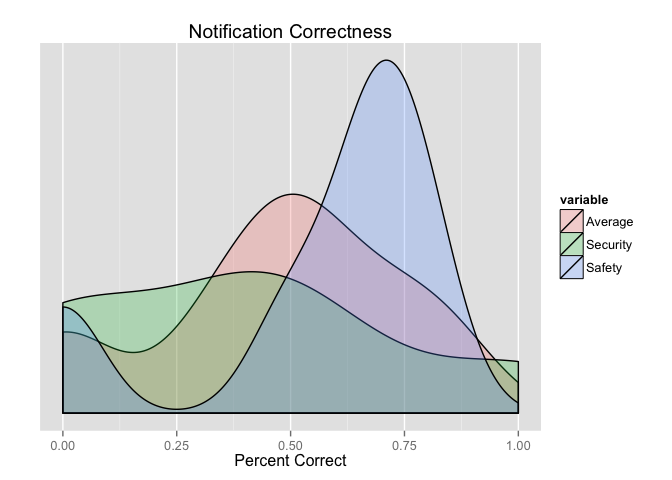 Notification Correctness
variable
Average
Security
Safety
0.00 0.25 0.50 0.75 1.00
Percent Correct